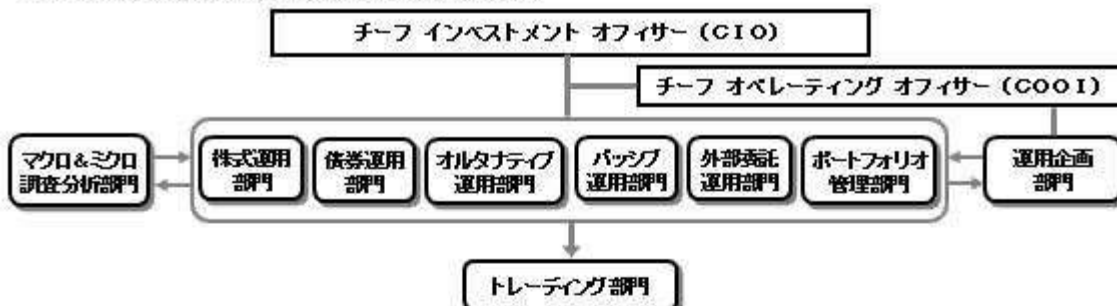 チーフ インベストメント オフィサー (CIO)
チーフ オペレーティング オフィサー (COOI)
マクロ&ミクロ
調査分析部門
株式運用
部門
債券運用
部門
オルタナティブ
運用部門
パッシブ
運用部門
外部委託
運用部門
ポートフォリオ
管理部門
運用企画
部門
トレーディング部門